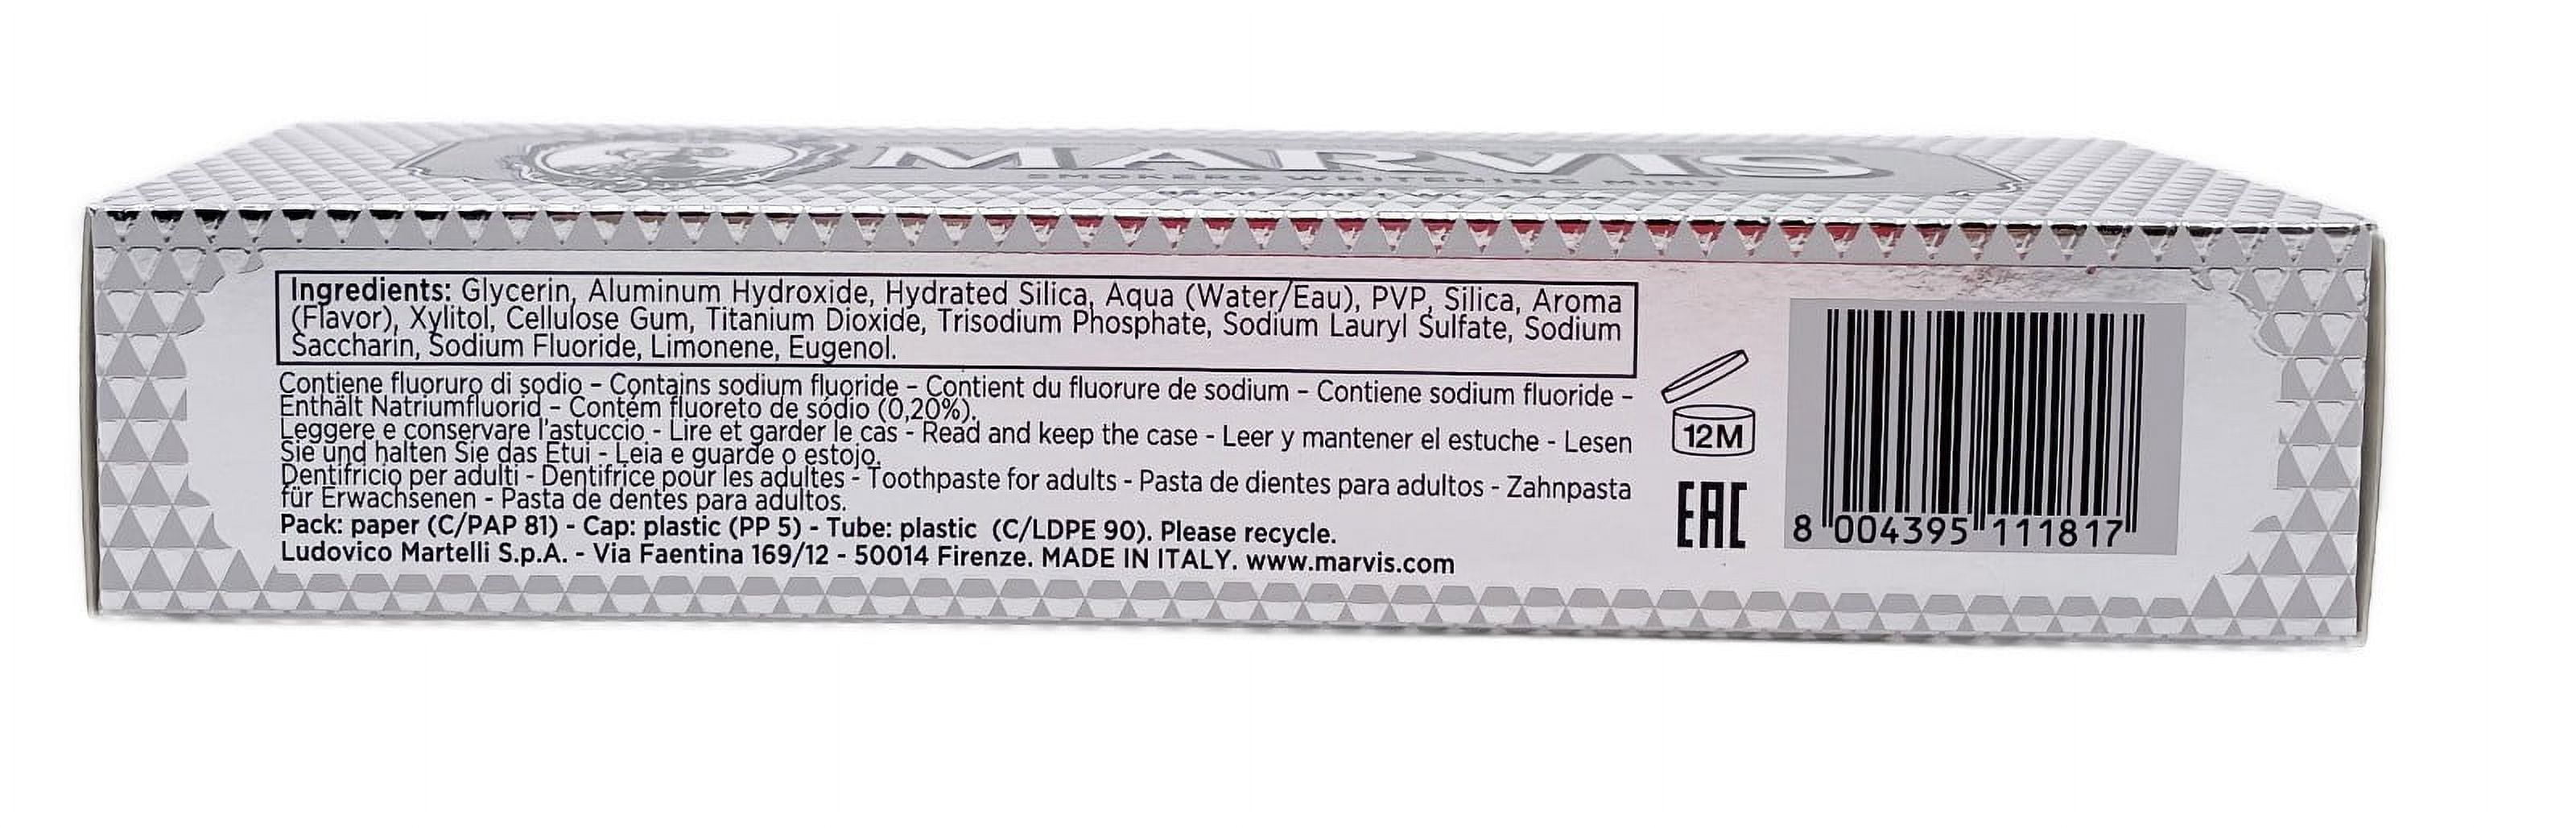 MARVIS
SMOKERS WHITENING MINT
Ingredients: Glycerin, Aluminum Hydroxide, Hydrated Silica, Aqua (Water/Eau), PVP, Silica, Aroma
(Flavor), Xylitol, Cellulose Gum, Titanium Dioxide, Trisodium Phosphate, Sodium Lauryl Sulfate, Sodium
Saccharin, Sodium Fluoride, Limonene, Eugenol.
Contiene fluoruro di sodio – Contains sodium fluoride – Contient du fluorure de sodium – Contiene sodium fluoride –
Enthält Natriumfluorid – Contém fluoreto de sódio (0,20%).
Leggere e conservare l'astuccio - Lire et garder le cas - Read and keep the case - Leer y mantener el estuche - Lesen
Sie und halten Sie das Etui - Leia e guarde o estojo.
Dentifricio per adulti - Dentifrice pour les adultes - Toothpaste for adults - Pasta de dientes para adultos - Zahnpasta
für Erwachsenen - Pasta de dentes para adultos.
Pack: paper (C/PAP 81) - Cap: plastic (PP 5) - Tube: plastic (C/LDPE 90). Please recycle.
Ludovico Martelli S.p.A. - Via Faentina 169/12 - 50014 Firenze. MADE IN ITALY. www.marvis.com
12M
EAC
8 004395 111817